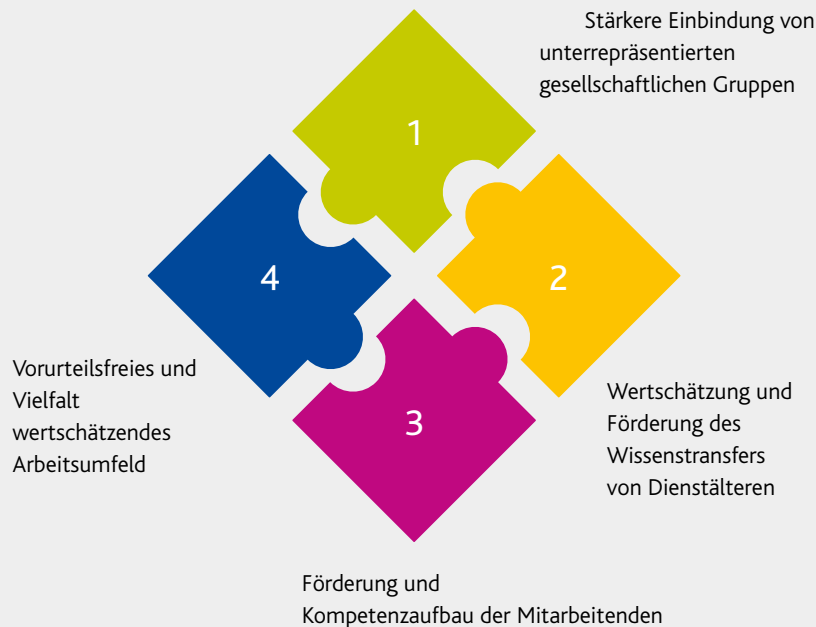 Stärkere Einbindung von
unterrepräsentierten
gesellschaftlichen Gruppen
1
2
4
Vorurteilsfreies und
Vielfalt
wertschätzendes
Arbeitsumfeld
Wertschätzung und
Förderung des
Wissenstransfers
von Dienstälteren
3
Förderung und
Kompetenzaufbau der Mitarbeitenden